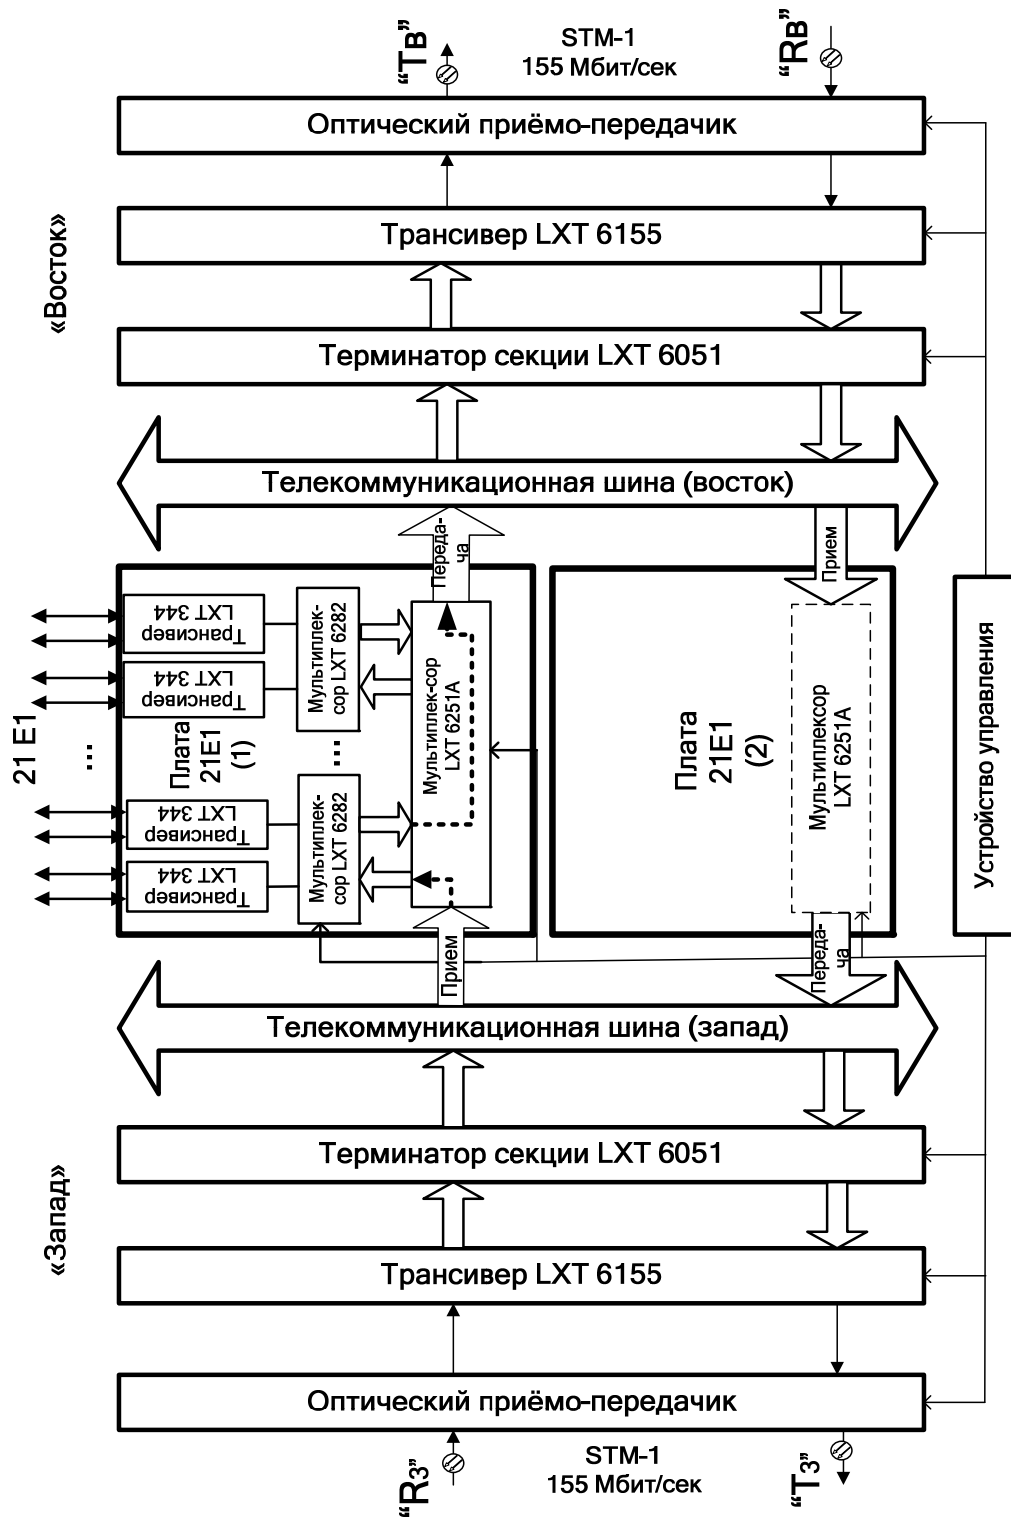 “Тв”
STM-1
155 Мбит/сек
“Rв”
Оптический приёмо-передачик
Трансивер LXT 6155
«Восток»
Терминатор секции LXT 6051
Телекоммуникационная шина (восток)
Переда-
ча
Прием
21 E1
...
Трансивер
LXT 344
Трансивер
LXT 344
Плата
21E1
(1)
Трансивер
LXT 344
Трансивер
LXT 344
Мультиплек-
сор LXT 6282
...
Мультиплек-
сор LXT 6282
Мультиплек-сор
LXT 6251A
Плата
21E1
(2)
Мультиплексор
LXT 6251A
Устройство управления
Прием
Переда-
ча
Телекоммуникационная шина (запад)
Терминатор секции LXT 6051
«Запад»
Трансивер LXT 6155
Оптический приёмо-передачик
“Rз”
STM-1
155 Мбит/сек
“Тз”